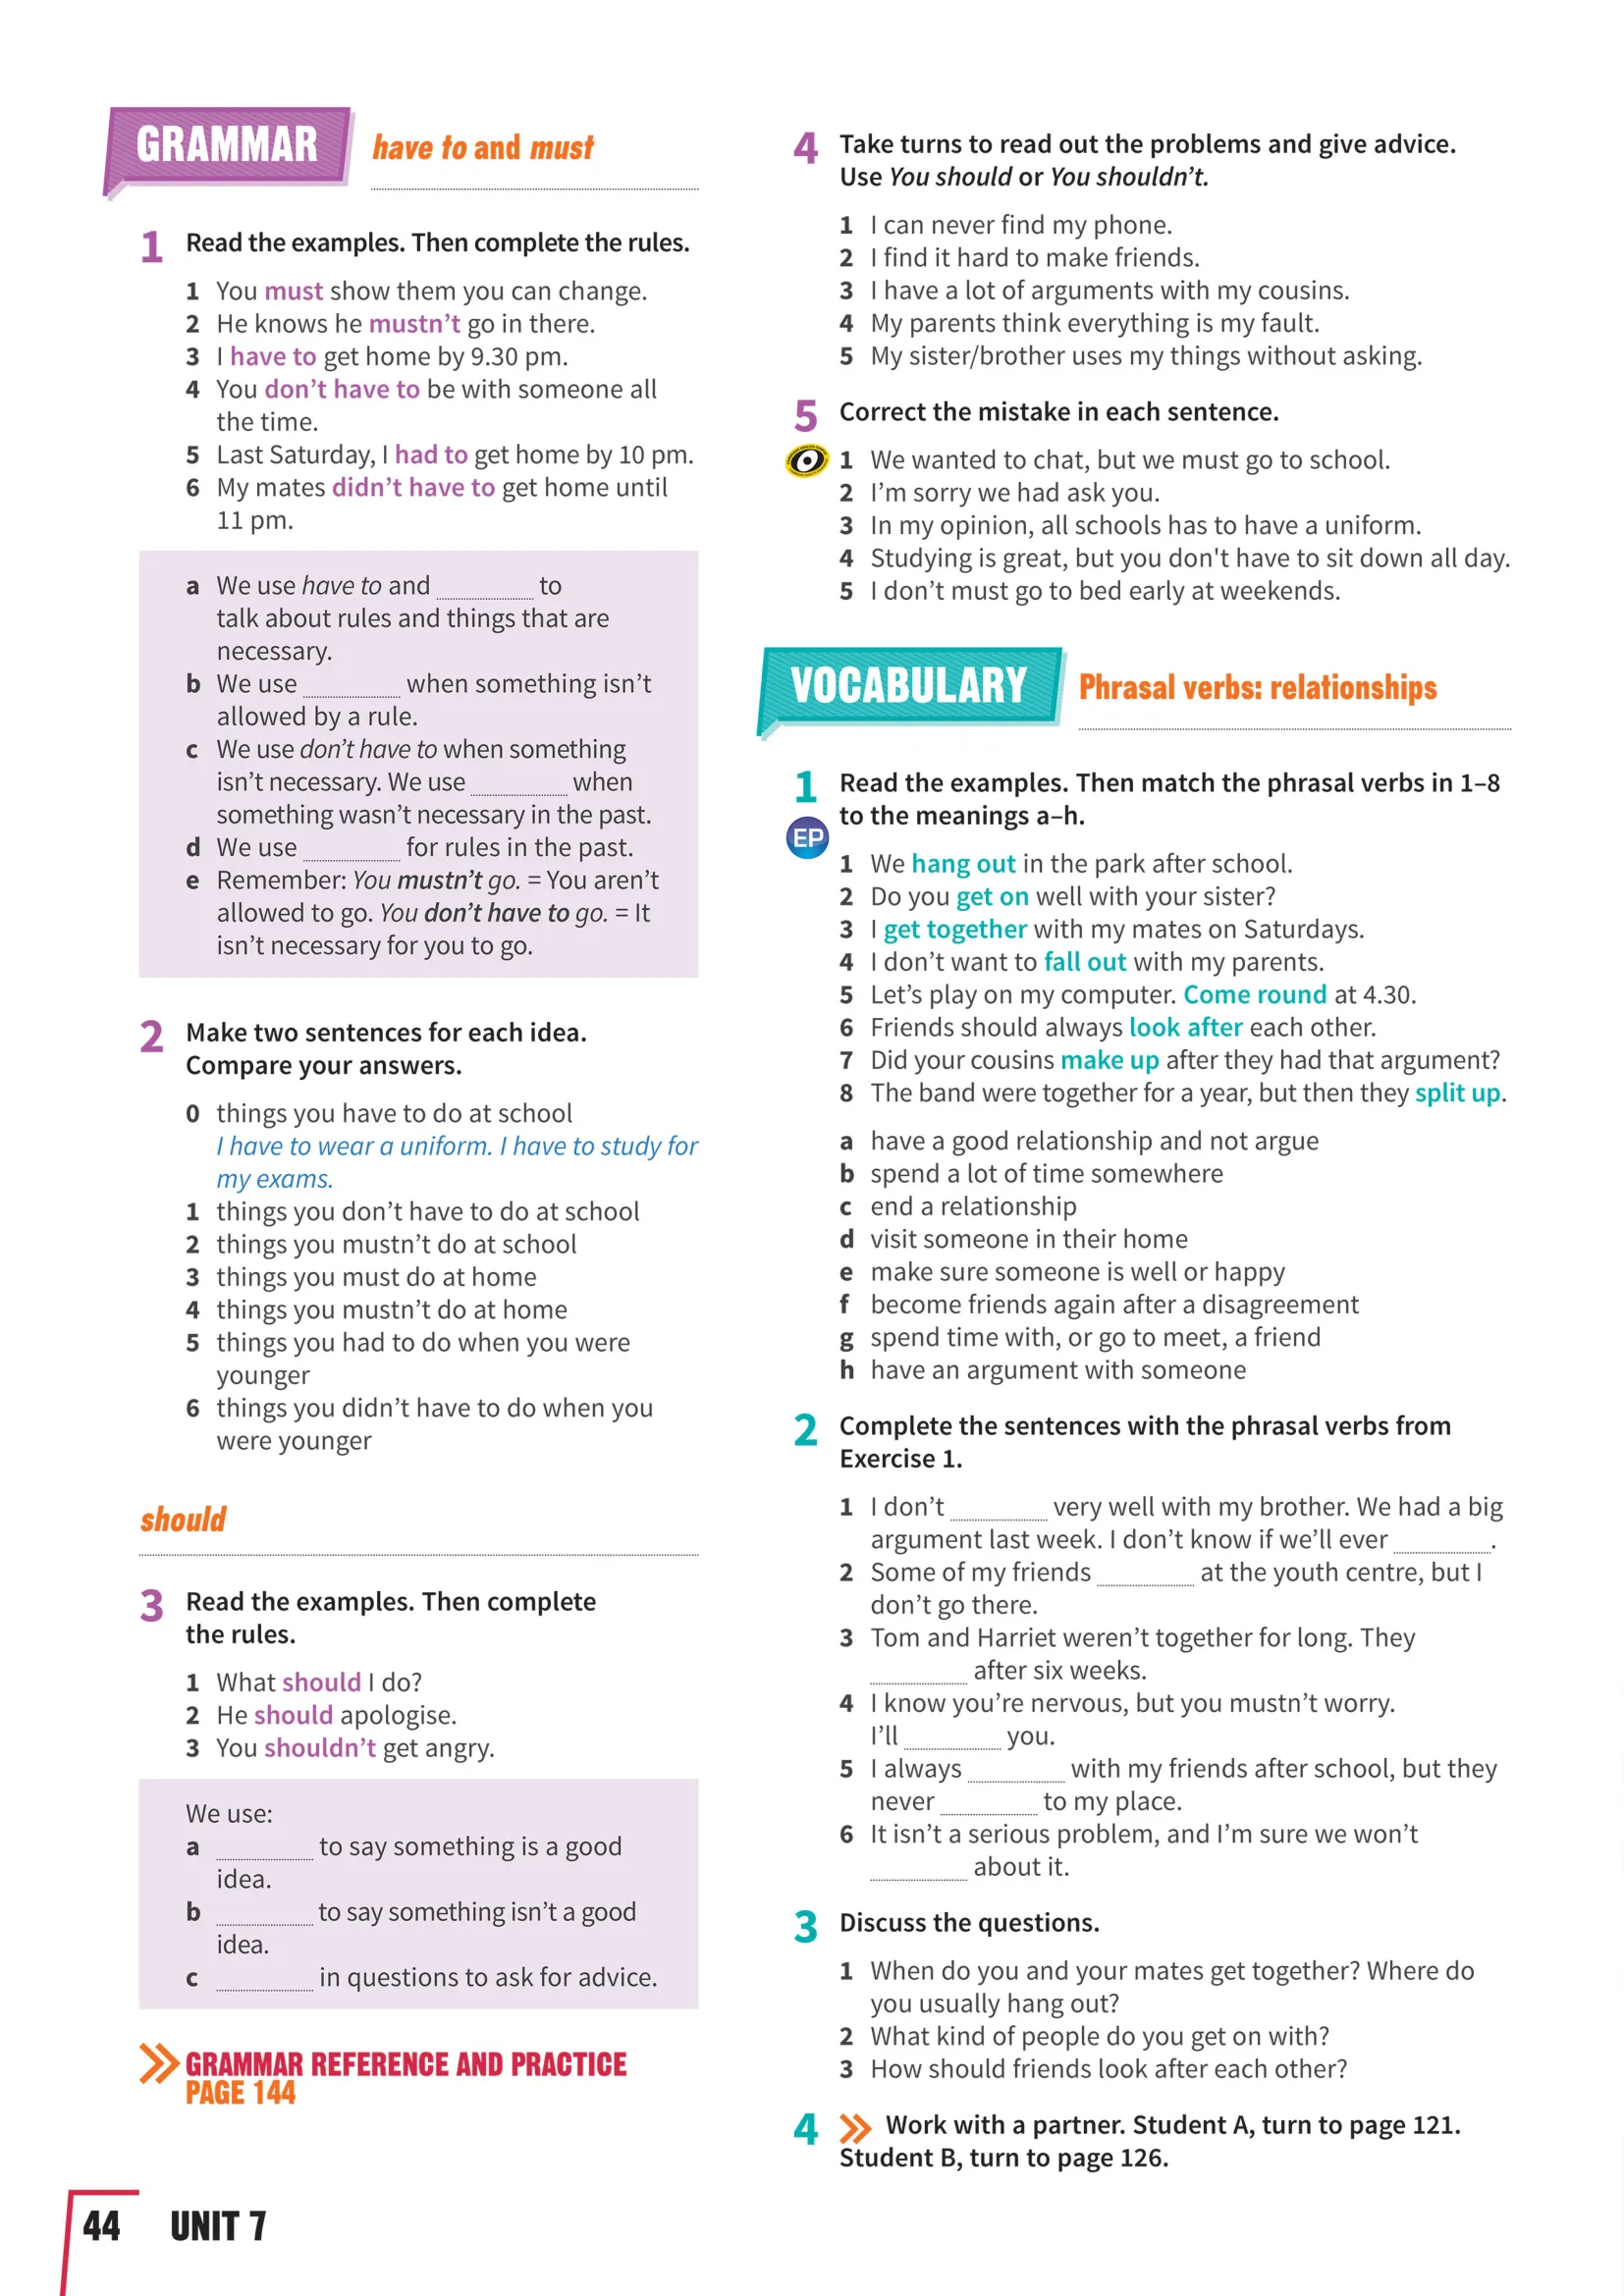 GRAMMAR
have to and must
1 Read the examples. Then complete the rules.
1 You must show them you can change.
2 He knows he mustn't go in there.
3 I have to get home by 9.30 pm.
4 You don't have to be with someone all
the time.
5 Last Saturday, I had to get home by 10 pm.
6 My mates didn't have to get home until
11 pm.
a We use have to and to
talk about rules and things that are
necessary.
b We use when something isn't
allowed by a rule.
c We use don't have to when something
isn't necessary. We use when
something wasn't necessary in the past.
d We use for rules in the past.
e Remember: You mustn't go. = You aren't
allowed to go. You don't have to go. = It
isn't necessary for you to go.
2 Make two sentences for each idea.
Compare your answers.
0 things you have to do at school
I have to wear a uniform. I have to study for
my exams.
1 things you don't have to do at school
2 things you mustn't do at school
3 things you must do at home
4 things you mustn't do at home
5 things you had to do when you were
younger
6 things you didn't have to do when you
were younger
should
3 Read the examples. Then complete
the rules.
1 What should I do?
2 He should apologise.
3 You shouldn't get angry.
We use:
a to say something is a good
idea.
b to say something isn't a good
idea.
c in questions to ask for advice.
GRAMMAR REFERENCE AND PRACTICE
PAGE 144
4 Take turns to read out the problems and give advice.
Use You should or You shouldn't.
1 I can never find my phone.
2 I find it hard to make friends.
3 I have a lot of arguments with my cousins.
4 My parents think everything is my fault.
5 My sister/brother uses my things without asking.
5 Correct the mistake in each sentence.
1 We wanted to chat, but we must go to school.
2 I'm sorry we had ask you.
3 In my opinion, all schools has to have a uniform.
4 Studying is great, but you don't have to sit down all day.
5 I don't must go to bed early at weekends.
VOCABULARY
Phrasal verbs: relationships
1 Read the examples. Then match the phrasal verbs in 1–8
EP to the meanings a–h.
1 We hang out in the park after school.
2 Do you get on well with your sister?
3 I get together with my mates on Saturdays.
4 I don't want to fall out with my parents.
5 Let's play on my computer. Come round at 4.30.
6 Friends should always look after each other.
7 Did your cousins make up after they had that argument?
8 The band were together for a year, but then they split up.
a have a good relationship and not argue
b spend a lot of time somewhere
c end a relationship
d visit someone in their home
e make sure someone is well or happy
f become friends again after a disagreement
g spend time with, or go to meet, a friend
h have an argument with someone
2 Complete the sentences with the phrasal verbs from
Exercise 1.
1 I don't very well with my brother. We had a big
argument last week. I don't know if we'll ever .
2 Some of my friends at the youth centre, but I
don't go there.
3 Tom and Harriet weren't together for long. They
after six weeks.
4 I know you're nervous, but you mustn't worry.
I'll you.
5 I always with my friends after school, but they
never to my place.
6 It isn't a serious problem, and I'm sure we won't
about it.
3 Discuss the questions.
1 When do you and your mates get together? Where do
you usually hang out?
2 What kind of people do you get on with?
3 How should friends look after each other?
4 Work with a partner. Student A, turn to page 121.
Student B, turn to page 126.
44 UNIT 7